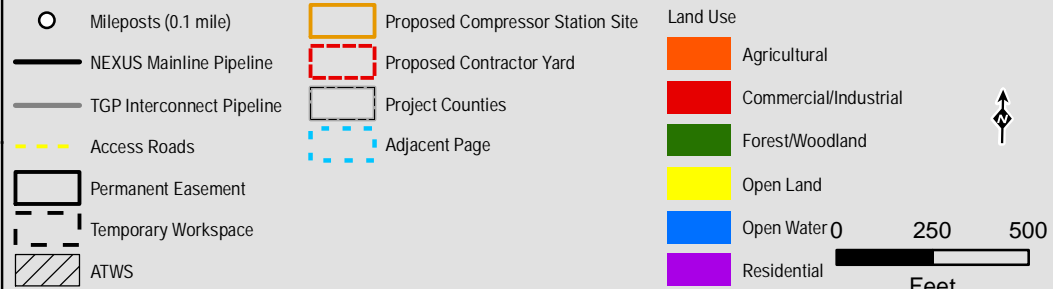 Mileposts (0.1 mile)
NEXUS Mainline Pipeline
TGP Interconnect Pipeline
Access Roads
Permanent Easement
Temporary Workspace
ATWS
Proposed Compressor Station Site
Proposed Contractor Yard
Project Counties
Adjacent Page
Land Use
Agricultural
Commercial/Industrial
Forest/Woodland
Open Land
Open Water
Residential
N
0 250 500
Feet